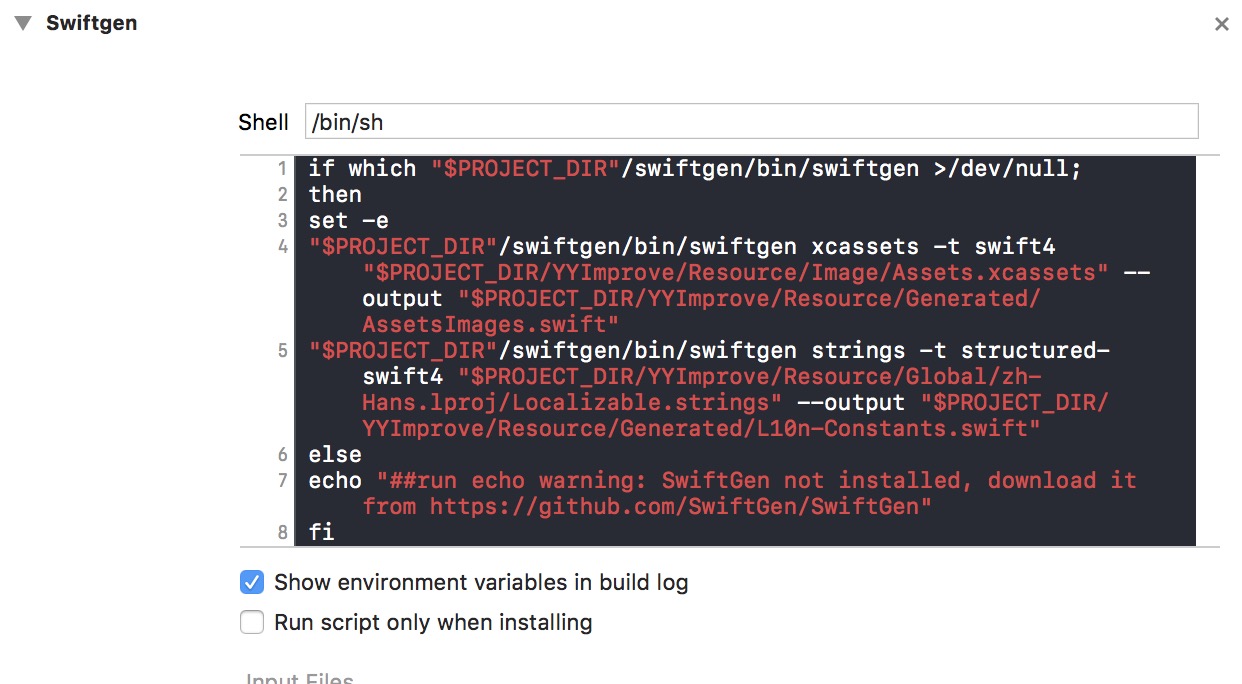 Swiftgen
Shell /bin/sh
1 if which "$PROJECT_DIR"/swiftgen/bin/swiftgen >/dev/null;
2 then
3 set -e
4 "$PROJECT_DIR"/swiftgen/bin/swiftgen xcassets -t swift4
"$PROJECT_DIR/YYImprove/Resource/Image/Assets.xcassets" --
output "$PROJECT_DIR/YYImprove/Resource/Generated/
AssetsImages.swift"
5 "$PROJECT_DIR"/swiftgen/bin/swiftgen strings -t structured-
swift4 "$PROJECT_DIR/YYImprove/Resource/Global/zh-
Hans.lproj/Localizable.strings" --output "$PROJECT_DIR/
YYImprove/Resource/Generated/L10n-Constants.swift"
6 else
7 echo "##run echo warning: SwiftGen not installed, download it
from https://github.com/SwiftGen/SwiftGen"
8 fi
Show environment variables in build log
Run script only when installing
Input Files